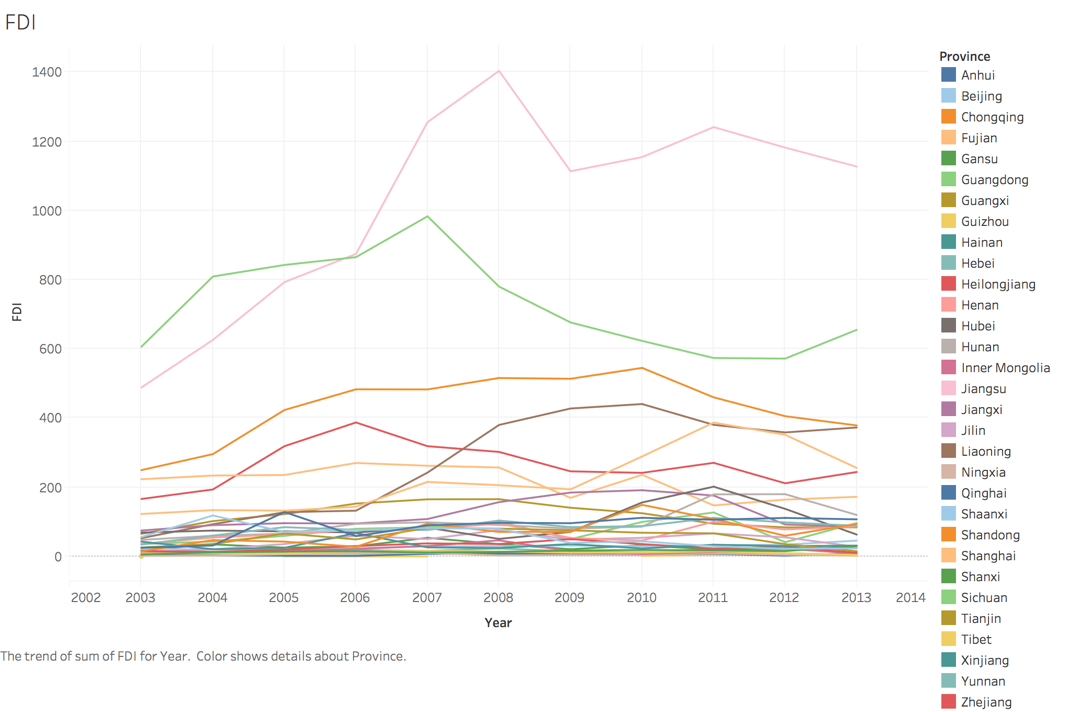 FDI
1400
1200
1000
800
600
400
200
0
FDI
2002 2003 2004 2005 2006 2007 2008 2009 2010 2011 2012 2013 2014
Year
The trend of sum of FDI for Year. Color shows details about Province.
Province
Anhui
Beijing
Chongqing
Fujian
Gansu
Guangdong
Guangxi
Guizhou
Hainan
Hebei
Heilongjiang
Henan
Hubei
Hunan
Inner Mongolia
Jiangsu
Jiangxi
Jilin
Liaoning
Ningxia
Qinghai
Shaanxi
Shandong
Shanghai
Shanxi
Sichuan
Tianjin
Tibet
Xinjiang
Yunnan
Zhejiang